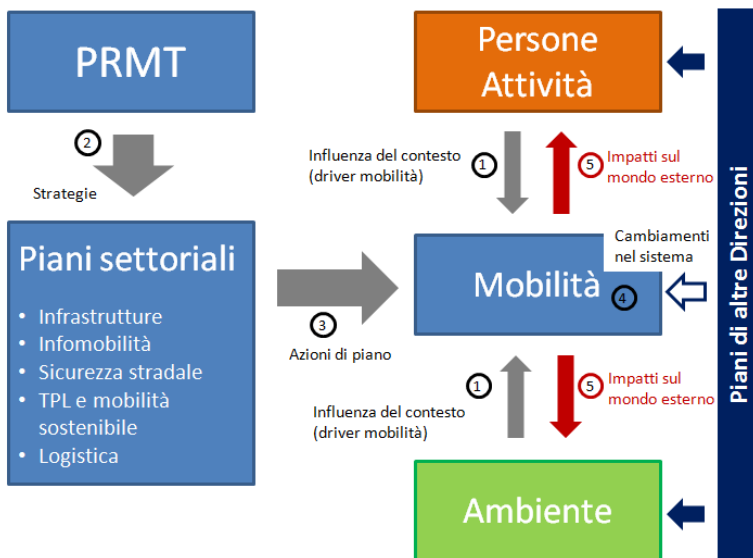 PRMT
2
Strategie
Piani settoriali
• Infrastrutture
• Infomobilità
• Sicurezza stradale
• TPL e mobilità
sostenibile
• Logistica
3
Azioni di piano
Persone
Attività
Influenza del contesto
(driver mobilità)
1
5
Impatti sul
mondo esterno
Cambiamenti
nel sistema
Mobilità
4
Influenza del contesto
(driver mobilità)
1
5
Impatti sul
mondo esterno
Ambiente
Piani di altre Direzioni